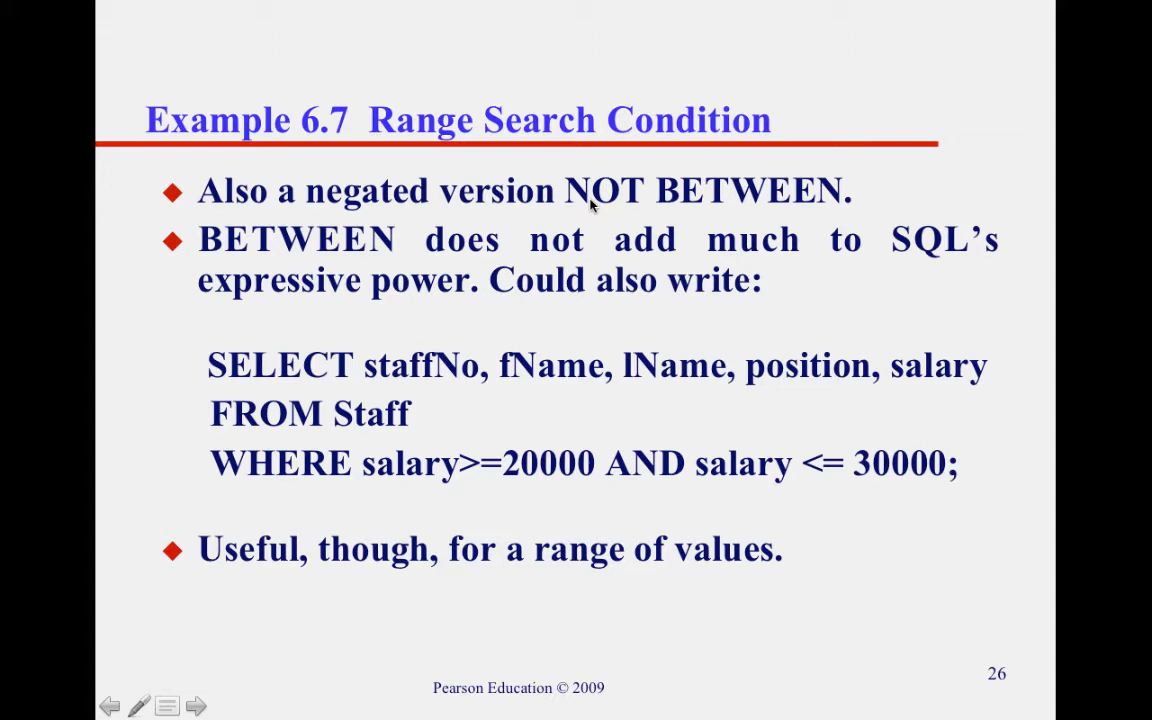 Example 6.7 Range Search Condition
Also a negated version NOT BETWEEN.
BETWEEN does not add much to SQL’s
expressive power. Could also write:
SELECT staffNo, fName, lName, position, salary
FROM Staff
WHERE salary>=20000 AND salary <= 30000;
Useful, though, for a range of values.
26
Pearson Education © 2009